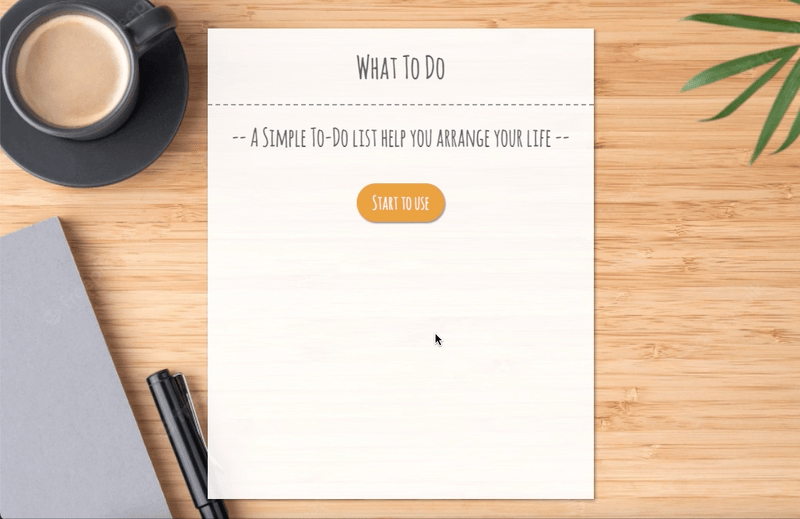 What To Do
-- A Simple To-Do list help you arrange your life --
Start to use